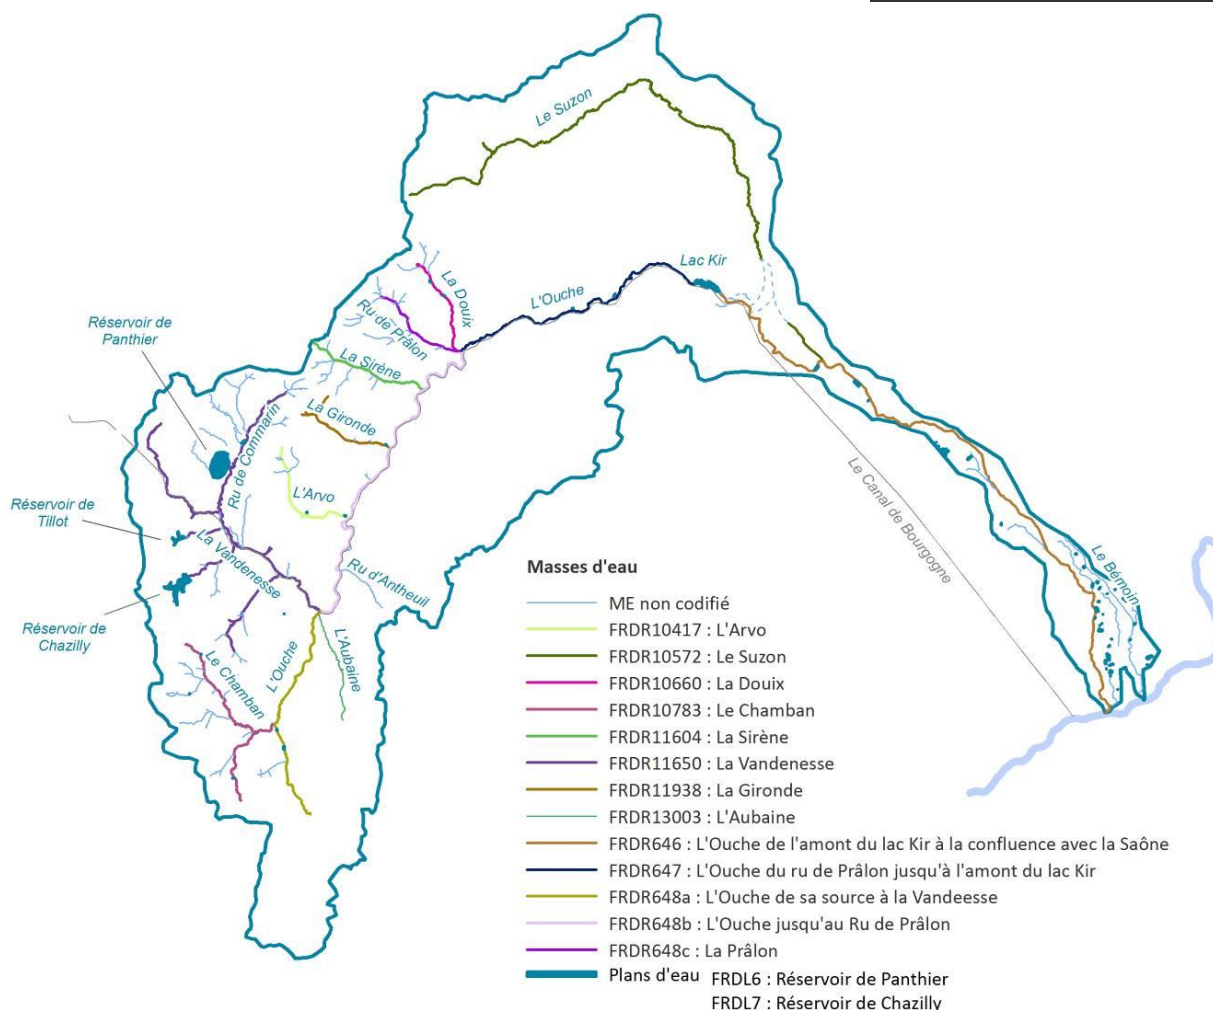 Le Suzon
Lac Kir
La Douix
L'Ouche
Ru de Prâlon
Réservoir de
Panthier
La Sirène
La Gironde
Ru de Commarin
Le Canal de Bourgogne
L'Arvo
Réservoir de
Tillot
La Vandenesse
Ru d'Antheuil
Le Bémoin
Réservoir de
Chazilly
L'Ouche
L'Aubaine
Le Chamban
Masses d'eau
ME non codifié
FRDR10417 : L'Arvo
FRDR10572 : Le Suzon
FRDR10660 : La Douix
FRDR10783 : Le Chamban
FRDR11604 : La Sirène
FRDR11650 : La Vandenesse
FRDR11938 : La Gironde
FRDR13003 : L'Aubaine
FRDR646 : L'Ouche de l'amont du lac Kir à la confluence avec la Saône
FRDR647 : L'Ouche du ru de Prâlon jusqu'à l'amont du lac Kir
FRDR648a : L'Ouche de sa source à la Vandeesse
FRDR648b : L'Ouche jusqu'au Ru de Prâlon
FRDR648c : La Prâlon
Plans d'eau FRDL6 : Réservoir de Panthier
FRDL7 : Réservoir de Chazilly